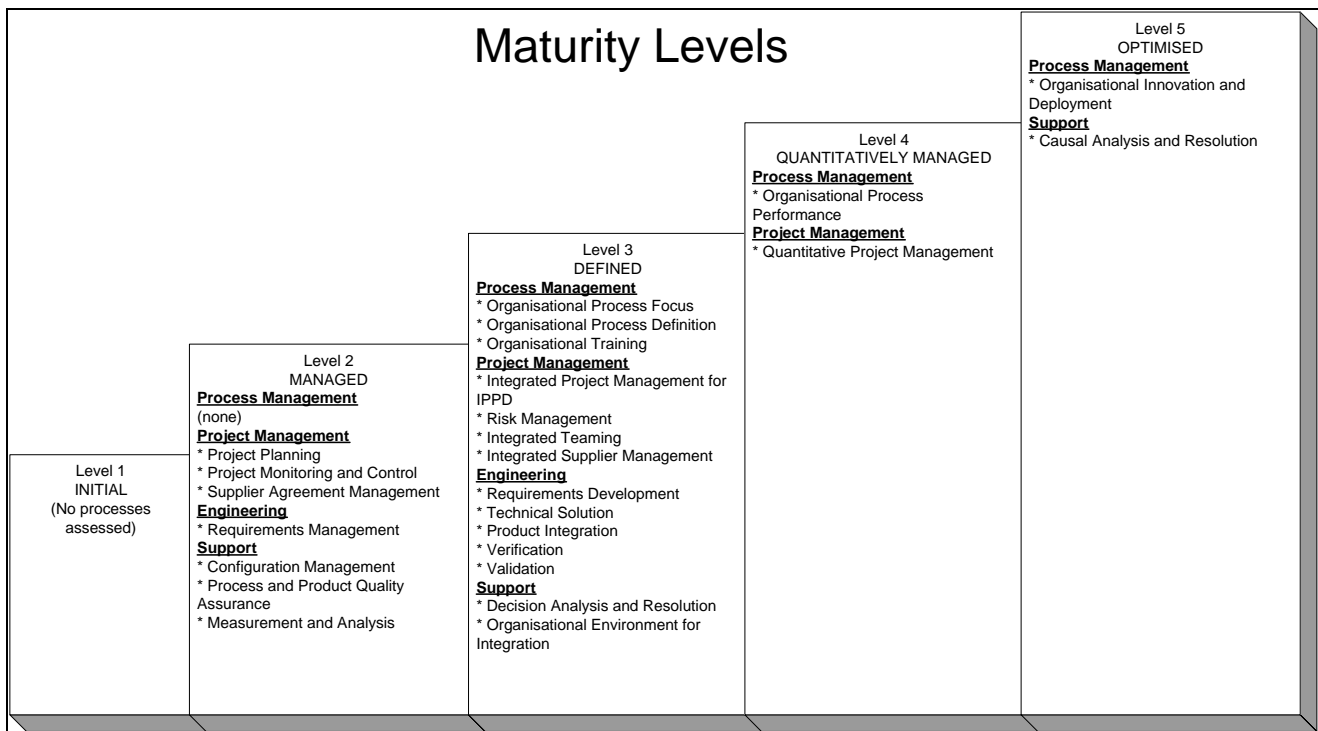 Maturity Levels
Level 1
INITIAL
(No processes
assessed)
Level 2
MANAGED
Process Management
(none)
Project Management
* Project Planning
* Project Monitoring and Control
* Supplier Agreement Management
Engineering
* Requirements Management
Support
* Configuration Management
* Process and Product Quality
Assurance
* Measurement and Analysis
Level 3
DEFINED
Process Management
* Organisational Process Focus
* Organisational Process Definition
* Organisational Training
Project Management
* Integrated Project Management for
IPPD
* Risk Management
* Integrated Teaming
* Integrated Supplier Management
Engineering
* Requirements Development
* Technical Solution
* Product Integration
* Verification
* Validation
Support
* Decision Analysis and Resolution
* Organisational Environment for
Integration
Level 4
QUANTITATIVELY MANAGED
Process Management
* Organisational Process
Performance
Project Management
* Quantitative Project Management
Level 5
OPTIMISED
Process Management
* Organisational Innovation and
Deployment
Support
* Causal Analysis and Resolution